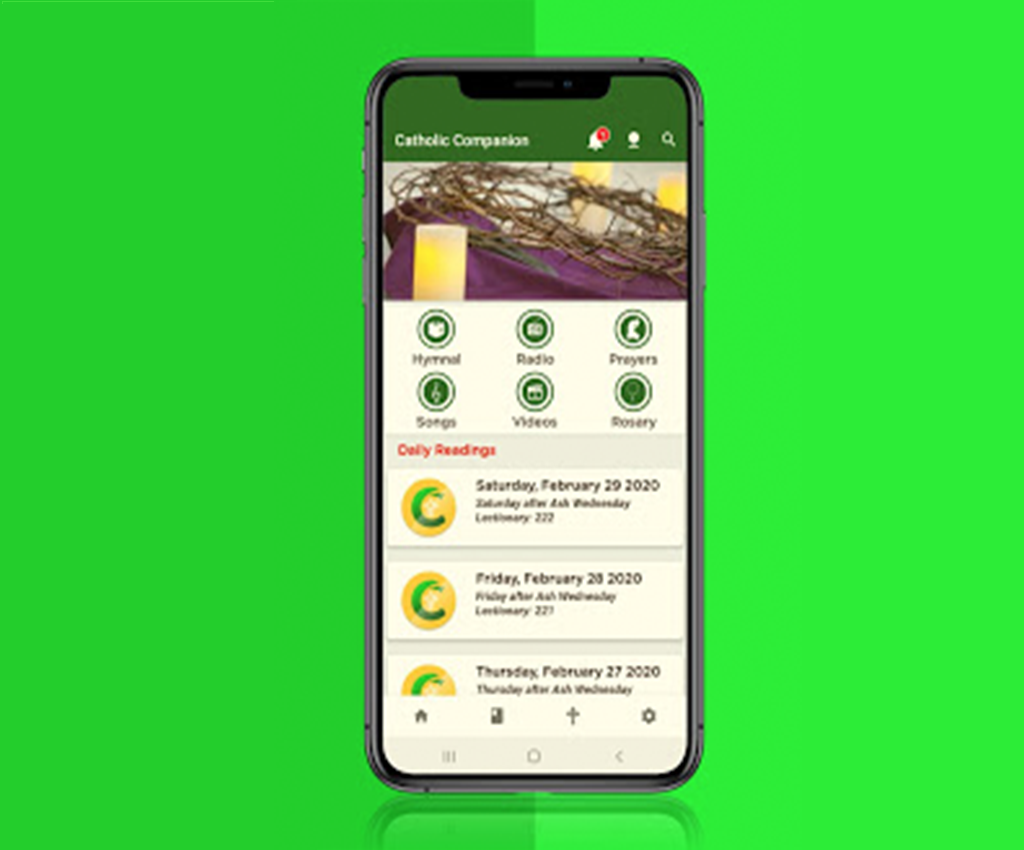 Catholic Companion
Hymnal Radio Prayers
Songs Videos Rosary
Daily Readings
Saturday, February 29 2020
Saturday after Ash Wednesday
Lectionary: 222
Friday, February 28 2020
Friday after Ash Wednesday
Lectionary: 221
Thursday, February 27 2020
Thursday after Ash Wednesday